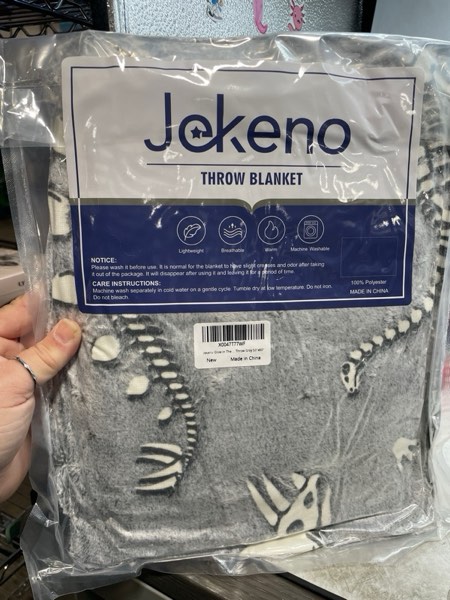 Jekeno
THROW BLANKET
Lightweight
Breathable
Warm
Machine Washable
NOTICE:
Please wash it before use. It is normal for the blanket to have slight creases and odor after taking
it out of the package. It will disappear after using it and leaving it for a period of time.
CARE INSTRUCTIONS:
Machine wash separately in cold water on a gentle cycle. Tumble dry at low temperature. Do not iron.
Do not bleach.
100% Polyester
MADE IN CHINA
New
Made in China